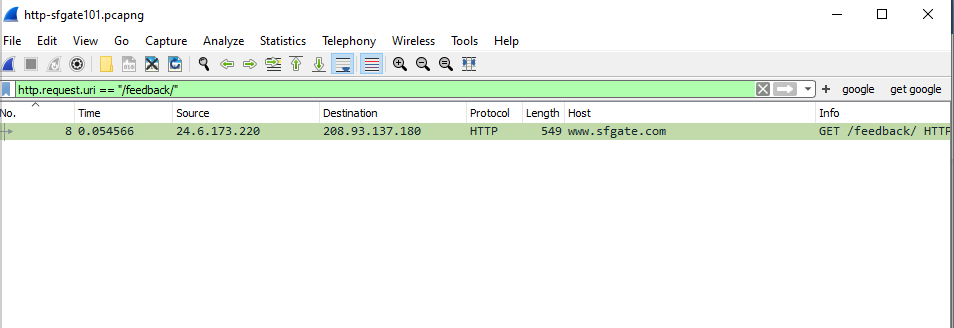 http-sfgate101.pcapng
File Edit View Go Capture Analyze Statistics Telephony Wireless Tools Help
http.request.uri == "/feedback/" + google get google
No. Time Source Destination Protocol Length Host Info
8 0.054566 24.6.173.220 208.93.137.180 HTTP 549 www.sfgate.com GET /feedback/ HTTP